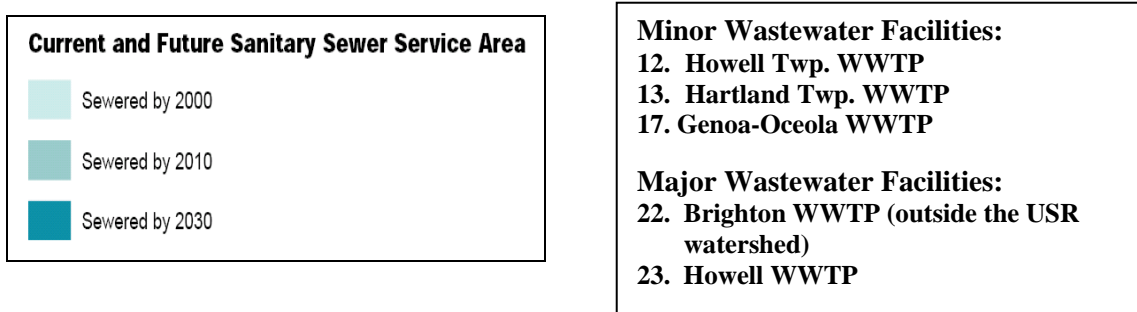 Current and Future Sanitary Sewer Service Area
Sewered by 2000
Sewered by 2010
Sewered by 2030
Minor Wastewater Facilities:
12. Howell Twp. WWTP
13. Hartland Twp. WWTP
17. Genoa-Oceola WWTP
Major Wastewater Facilities:
22. Brighton WWTP (outside the USR
watershed)
23. Howell WWTP